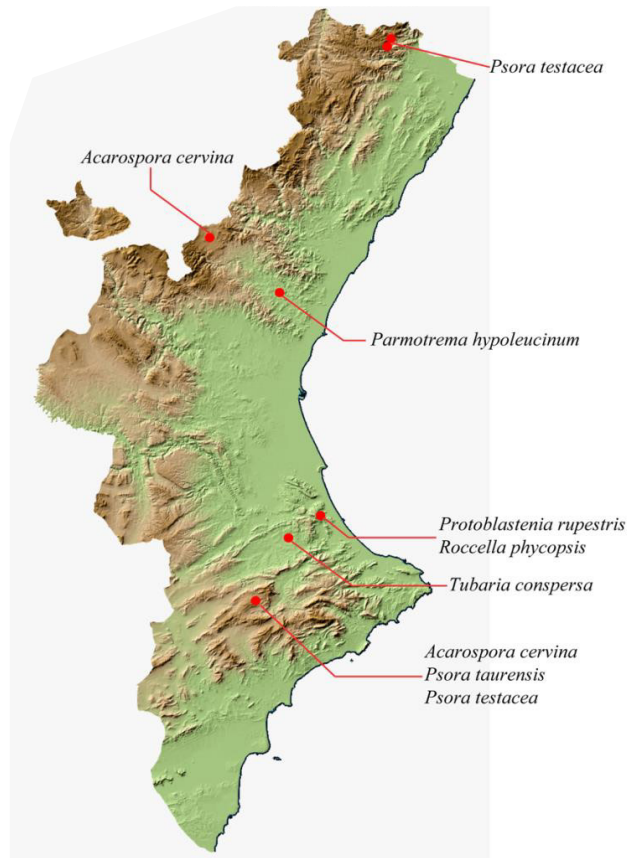 Psora testacea
Acarospora cervina
Parmotrema hypoleucinum
Protoblastenia rupestris
Roccella phycopsis
Tubaria conspersa
Acarospora cervina
Psora taurensis
Psora testacea